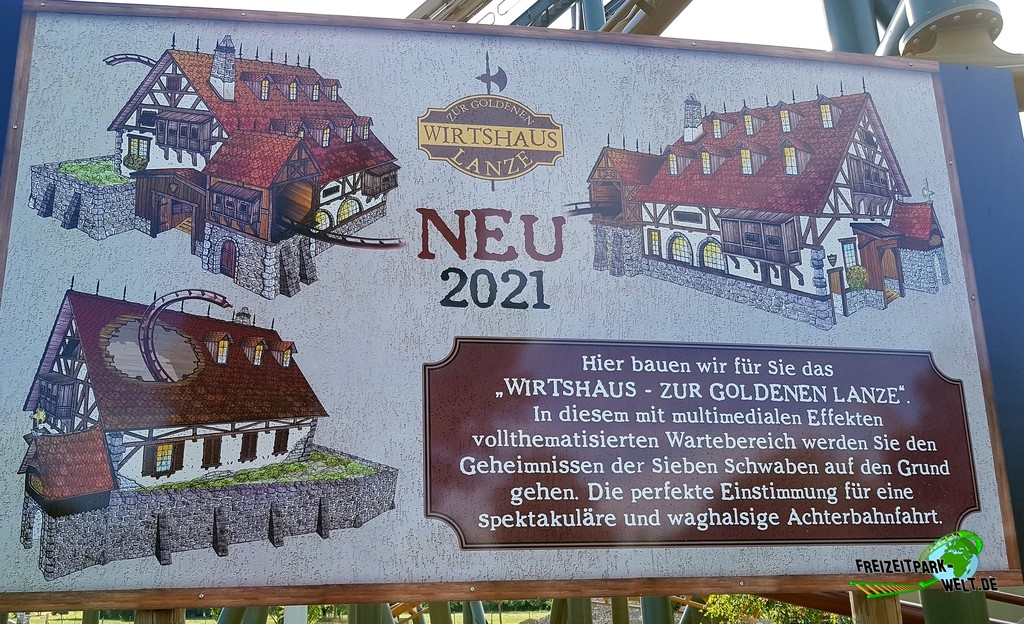 ZUR GOLDENEN
WIRTSHAUS
LANZE
NEU
2021
Hier bauen wir für Sie das
„WIRTSHAUS - ZUR GOLDENEN LANZE“.
In diesem mit multimedialen Effekten
vollthematisierten Wartebereich werden Sie den
Geheimnissen der Sieben Schwaben auf den Grund
gehen. Die perfekte Einstimmung für eine
spektakuläre und waghalsige Achterbahnfahrt.
FREIZEITPARK-
WELT.DE